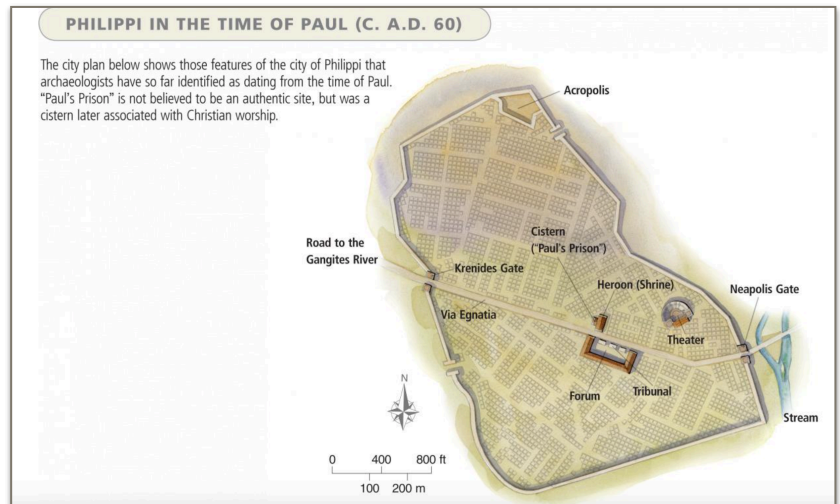 PHILIPPI IN THE TIME OF PAUL (C. A.D. 60)
The city plan below shows those features of the city of Philippi that
archaeologists have so far identified as dating from the time of Paul.
“Paul's Prison” is not believed to be an authentic site, but was a
cistern later associated with Christian worship.
Acropolis
Road to the
Gangites River
Cistern
("Paul's Prison")
Krenides Gate
Heroon (Shrine)
Neapolis Gate
Via Egnatia
Theater
Forum
Tribunal
Stream
N
0 400 800 ft
100 200 m